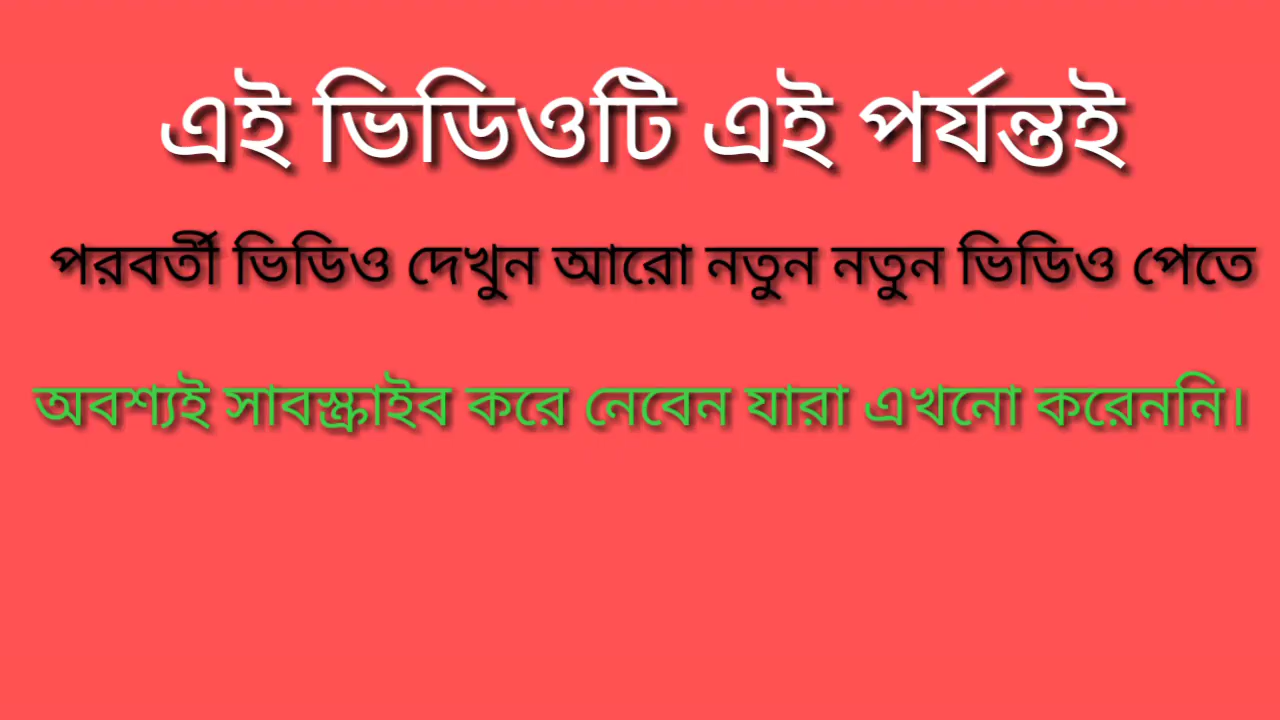 এই ভিডিওটি এই পর্যন্তই
পরবর্তী ভিডিও দেখুন আরো নতুন নতুন ভিডিও পেতে
অবশ্যই সাবস্ক্রাইব করে নেবেন যারা এখনো করেননি।